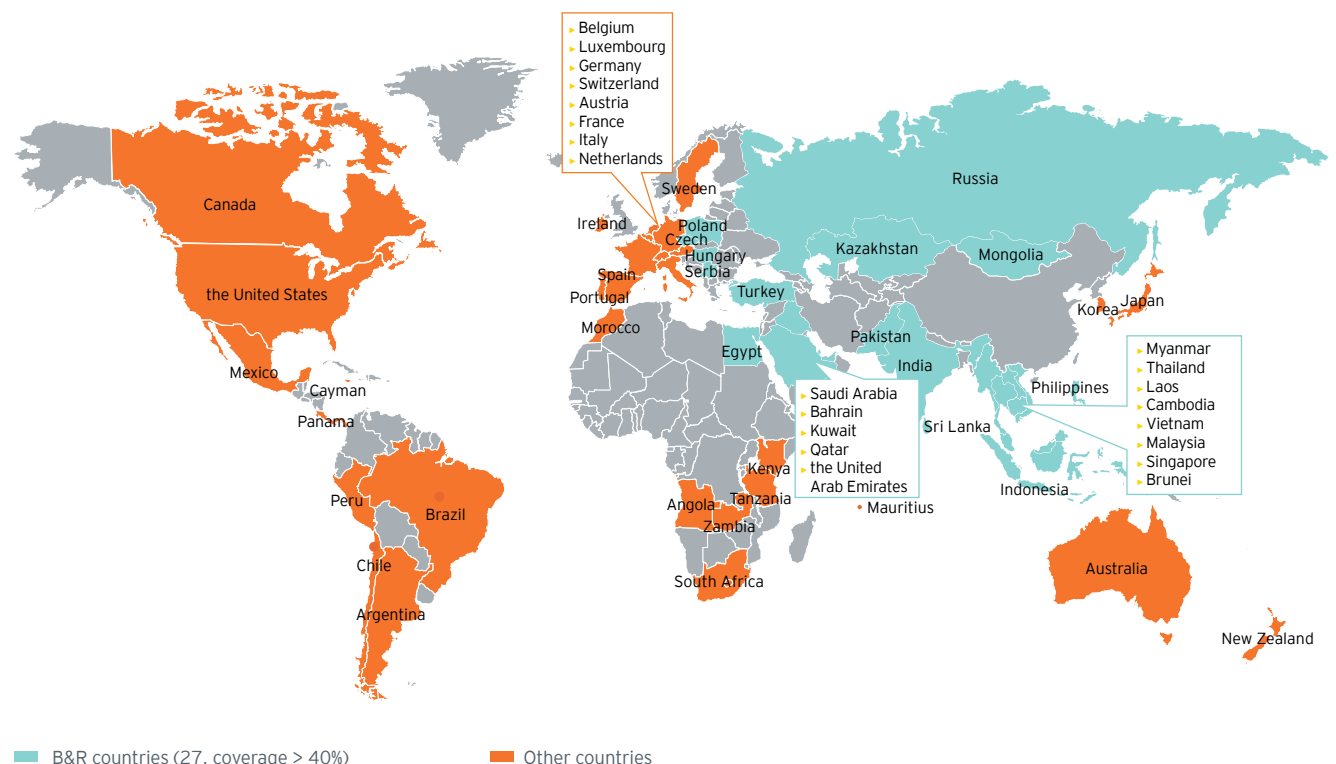 Belgium
Luxembourg
Germany
Switzerland
Austria
France
Italy
Netherlands
Sweden
Russia
Canada
Ireland
Poland
Czech
Kazakhstan
Mongolia
Hungary
Serbia
Spain
the United States
Turkey
Portugal
Korea
Japan
Morocco
Pakistan
Egypt
India
Mexico
Cayman
Philippines
Myanmar
Thailand
Laos
Cambodia
Vietnam
Malaysia
Singapore
Brunei
Saudi Arabia
Bahrain
Kuwait
Qatar
the United
Arab Emirates
Panama
Sri Lanka
Kenya
Indonesia
Peru
Tanzania
Angola
Mauritius
Brazil
Zambia
Chile
Australia
South Africa
Argentina
New Zealand
B&R countries (27, coverage > 40%)
Other countries